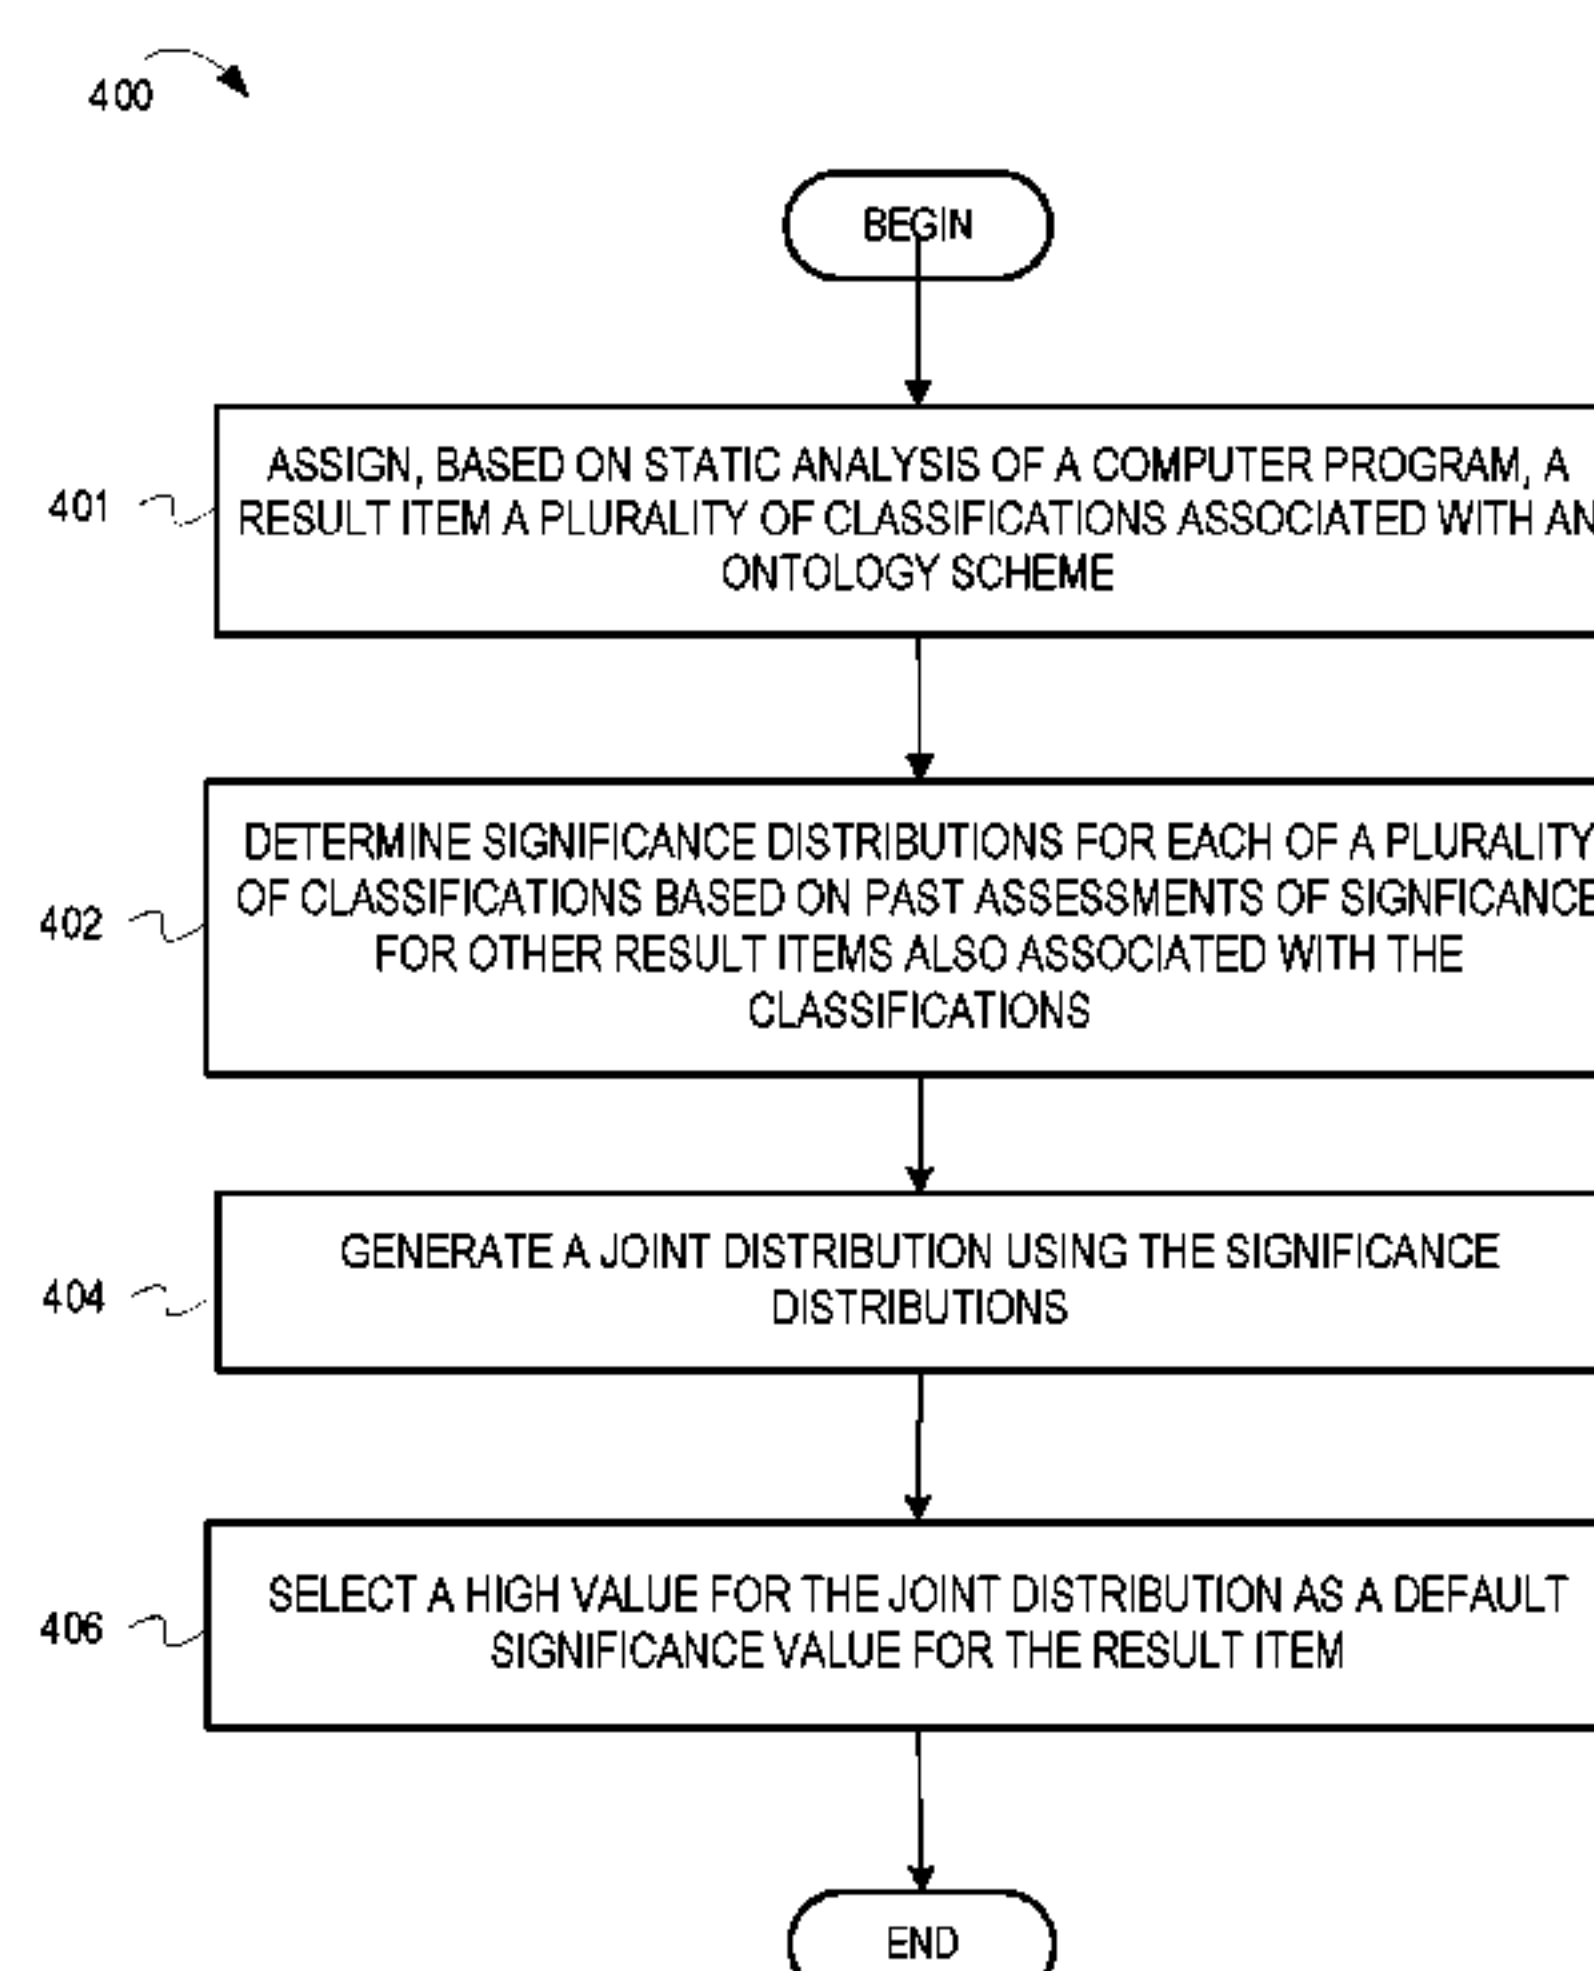 400
BEGIN
401
ASSIGN, BASED ON STATIC ANALYSIS OF A COMPUTER PROGRAM, A
RESULT ITEM A PLURALITY OF CLASSIFICATIONS ASSOCIATED WITH AN
ONTOLOGY SCHEME
402
DETERMINE SIGNIFICANCE DISTRIBUTIONS FOR EACH OF A PLURALITY
OF CLASSIFICATIONS BASED ON PAST ASSESSMENTS OF SIGNFICANCE
FOR OTHER RESULT ITEMS ALSO ASSOCIATED WITH THE
CLASSIFICATIONS
404
GENERATE A JOINT DISTRIBUTION USING THE SIGNIFICANCE
DISTRIBUTIONS
406
SELECT A HIGH VALUE FOR THE JOINT DISTRIBUTION AS A DEFAULT
SIGNIFICANCE VALUE FOR THE RESULT ITEM
END